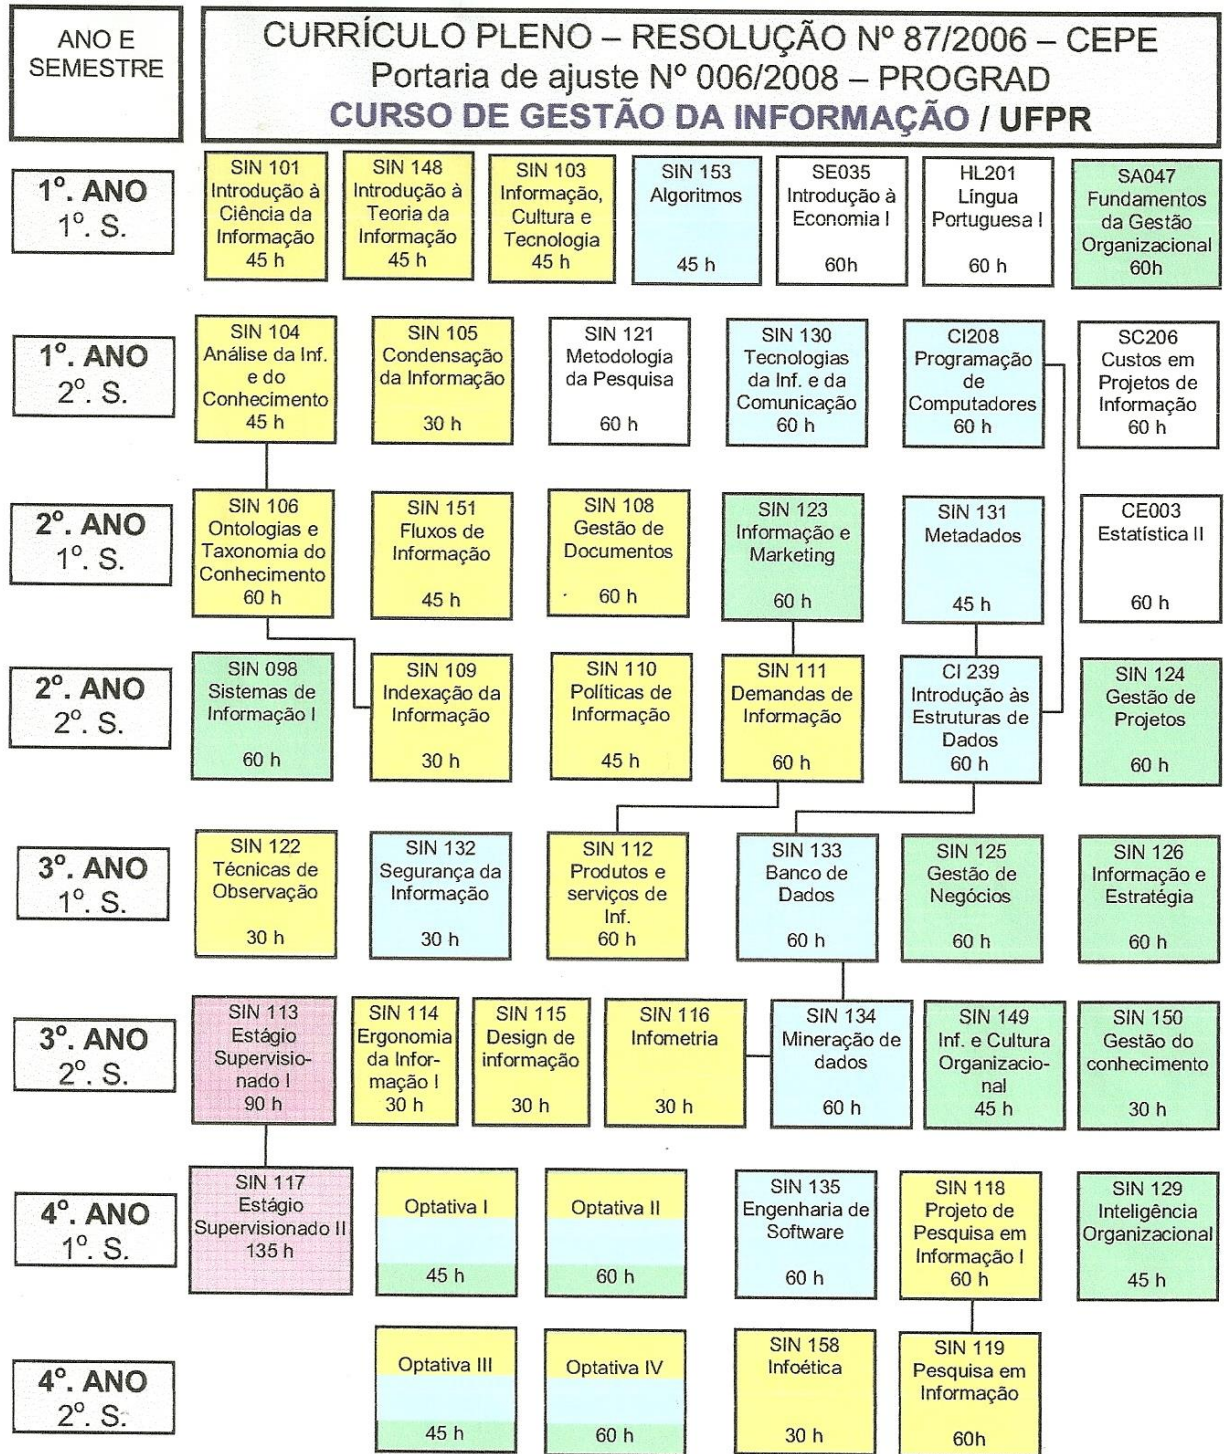 ANO E
SEMESTRE
CURRÍCULO PLENO – RESOLUÇÃO Nº 87/2006 – CEPE
Portaria de ajuste Nº 006/2008 – PROGRAD
CURSO DE GESTÃO DA INFORMAÇÃO / UFPR
1º. ANO
1º. S.
SIN 101
Introdução à
Ciência da
Informação
45 h
SIN 148
Introdução à
Teoria da
Informação
45 h
SIN 103
Informação,
Cultura e
Tecnologia
45 h
SIN 153
Algoritmos
45 h
SE035
Introdução
à
Economia I
60h
HL201
Língua
Portuguesa I
60 h
SA047
Fundamentos
da Gestão
Organizacional
60h
1º. ANO
2º. S.
SIN 104
Análise da Inf.
e do
Conhecimento
45 h
SIN 105
Condensação
da Informação
30 h
SIN 121
Metodologia
da Pesquisa
60 h
SIN 130
Tecnologias
da Inf. e da
Comunicação
60 h
CI208
Programação
de
Computadores
60 h
SC206
Custos em
Projetos de
Informação
60 h
2º. ANO
1º. S.
SIN 106
Ontologias e
Taxonomia do
Conhecimento
60 h
SIN 151
Fluxos de
Informação
45 h
SIN 108
Gestão de
Documentos
60 h
SIN 123
Informação e
Marketing
60 h
SIN 131
Metadados
45 h
CE003
Estatística II
60 h
2º. ANO
2º. S.
SIN 098
Sistemas de
Informação I
60 h
SIN 109
Indexação da
Informação
30 h
SIN 110
Políticas de
Informação
45 h
SIN 111
Demandas de
Informação
60 h
CI 239
Introdução às
Estruturas de
Dados
60 h
SIN 124
Gestão de
Projetos
60 h
3º. ANO
1º. S.
SIN 122
Técnicas de
Observação
30 h
SIN 132
Segurança da
Informação
30 h
SIN 112
Produtos e
serviços de
Inf.
60 h
SIN 133
Banco de
Dados
60 h
SIN 125
Gestão de
Negócios
60 h
SIN 126
Informação e
Estratégia
60 h
3º. ANO
2º. S.
SIN 113
Estágio
Supervisio-
nado I
90 h
SIN 114
Ergonomia
da Infor-
mação I
30 h
SIN 115
Design de
informação
30 h
SIN 116
Infometria
30 h
SIN 134
Mineração de
dados
60 h
SIN 149
Inf. e Cultura
Organizacio-
nal
45 h
SIN 150
Gestão do
conhecimento
30 h
4º. ANO
1º. S.
SIN 117
Estágio
Supervisionado II
135 h
Optativa I
45 h
Optativa II
60 h
SIN 135
Engenharia de
Software
60 h
SIN 118
Projeto de
Pesquisa em
Informação I
60 h
SIN 129
Inteligência
Organizacional
45 h
4º. ANO
2º. S.
Optativa III
45 h
Optativa IV
60 h
SIN 158
Infoética
30 h
SIN 119
Pesquisa em
Informação
60h